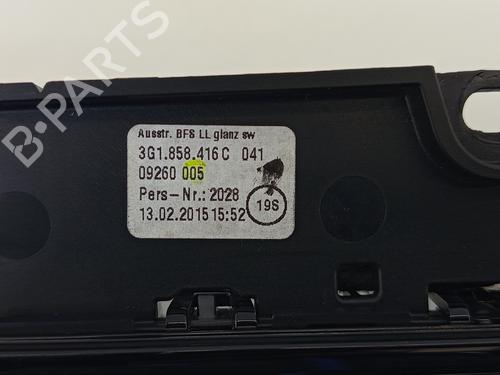 Ausstr. BFS LL glanz sw
3G1.858.416 C 041
09260 005
Pers-Nr.: 2028
13.02.2015 15:52
19S
B-PARTS